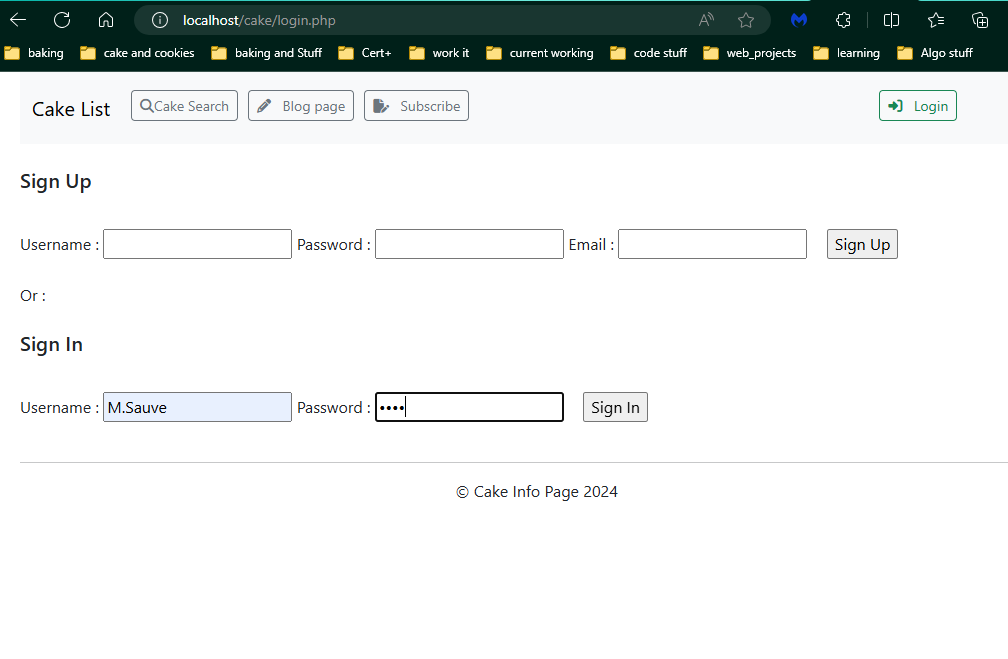 localhost/cake/login.php
baking cake and cookies baking and Stuff Cert+ work it current working code stuff web_projects learning Algo stuff
Cake List Cake Search Blog page Subscribe Login
Sign Up
Username : Password : Email : Sign Up
Or :
Sign In
Username : M.Sauve Password : •••• Sign In
© Cake Info Page 2024